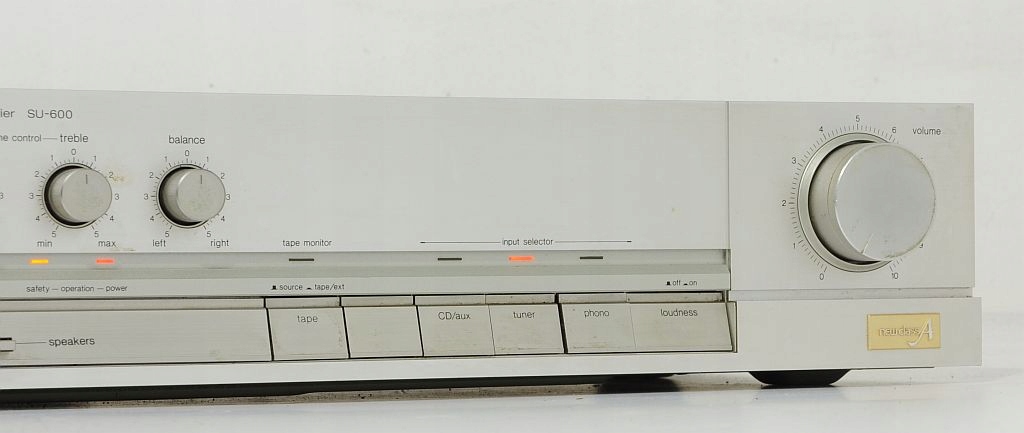 ier SU-600
ne control — treble
balance
volume
0
1 1
2 2
3 3
4 4
5 5
min max
0
1 1
2 2
3 3
4 4
5 5
left right
0 1 2 3 4 5 6
9 10
3
tape monitor
input selector
safety — operation — power
source tape/ext
off on
tape
CD/aux
tuner
phono
loudness
speakers
new class A